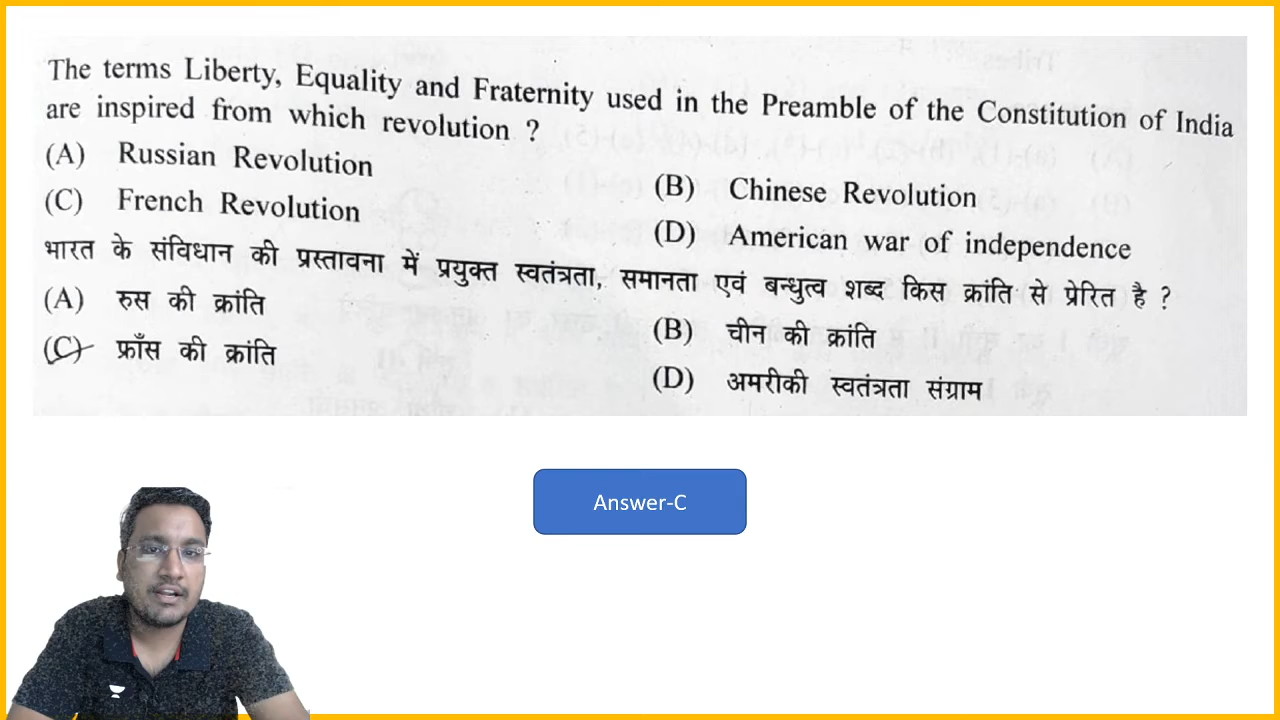 The terms Liberty, Equality and Fraternity used in the Preamble of the Constitution of India
are inspired from which revolution ?
(A) Russian Revolution
(B) Chinese Revolution
(C) French Revolution
(D) American war of independence
भारत के संविधान की प्रस्तावना में प्रयुक्त स्वतंत्रता, समानता एवं बन्धुत्व शब्द किस क्रांति से प्रेरित है ?
(A) रुस की क्रांति
(B) चीन की क्रांति
(C) फ्राँस की क्रांति
(D) अमरीकी स्वतंत्रता संग्राम
Answer-C